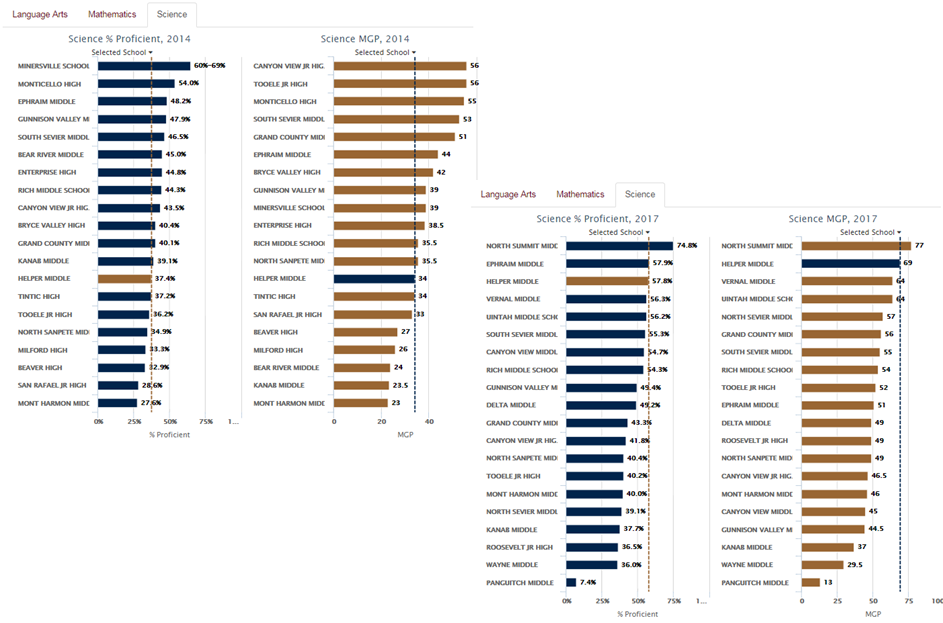 Language Arts Mathematics Science
Science % Proficient, 2014
Selected School
MINERSVILLE SCHOOL 60%-69%
MONTICELLO HIGH 54.0%
EPHRAIM MIDDLE 48.2%
GUNNISON VALLEY MI 47.9%
SOUTH SEVIER MIDDL 46.5%
BEAR RIVER MIDDLE 45.0%
ENTERPRISE HIGH 44.8%
RICH MIDDLE SCHOOL 44.3%
CANYON VIEW JR HIG. 43.5%
BRYCE VALLEY HIGH 40.4%
GRAND COUNTY MIDI 40.1%
KANAB MIDDLE 39.1%
HELPER MIDDLE 37.4%
TINTIC HIGH 37.2%
TOOELE JR HIGH 36.2%
NORTH SANPETE MID 34.9%
MILFORD HIGH 33.3%
BEAVER HIGH 32.9%
SAN RAFAEL JR HIGH 28.6%
MONT HARMON MIDE 27.6%
0% 25% 50% 75% 1...
% Proficient
Science MGP, 2014
Selected School
CANYON VIEW JR HIG. 56
TOOELE JR HIGH 56
MONTICELLO HIGH 55
SOUTH SEVIER MIDDL 53
GRAND COUNTY MIDI 51
EPHRAIM MIDDLE 44
BRYCE VALLEY HIGH 42
GUNNISON VALLEY M 39
MINERSVILLE SCHOOL 39
ENTERPRISE HIGH 38.5
RICH MIDDLE SCHOOL 35.5
NORTH SANPETE MID 35.5
HELPER MIDDLE 34
TINTIC HIGH 34
SAN RAFAEL JR HIGH 33
BEAVER HIGH 27
MILFORD HIGH 26
BEAR RIVER MIDDLE 24
KANAB MIDDLE 23.5
MONT HARMON MIDE 23
0 20 40
MGP
Language Arts Mathematics Science
Science % Proficient, 2017
Selected School
NORTH SUMMIT MIDD 74.8%
EPHRAIM MIDDLE 57.9%
HELPER MIDDLE 57.8%
VERNAL MIDDLE 56.3%
UINTAH MIDDLE SCH 56.2%
SOUTH SEVIER MIDDL 55.3%
CANYON VIEW MIDDL 54.7%
RICH MIDDLE SCHOOL 54.3%
GUNNISON VALLEY M 49.4%
DELTA MIDDLE 49.2%
GRAND COUNTY MIDI 43.3%
CANYON VIEW JR HIG. 41.8%
NORTH SANPETE MID 40.4%
TOOELE JR HIGH 40.2%
MONT HARMON MIDD 40.0%
NORTH SEVIER MIDDL 39.1%
KANAB MIDDLE 37.7%
ROOSEVELT JR HIGH 36.5%
WAYNE MIDDLE 36.0%
PANGUITCH MIDDLE 7.4%
0% 25% 50% 75% 1...
% Proficient
Science MGP, 2017
Selected School
NORTH SUMMIT MIDD 77
HELPER MIDDLE 69
VERNAL MIDDLE 64
UINTAH MIDDLE SCH 64
NORTH SEVIER MIDDL 57
GRAND COUNTY MIDI 56
SOUTH SEVIER MIDDL 55
RICH MIDDLE SCHOOL 54
TOOELE JR HIGH 52
EPHRAIM MIDDLE 51
DELTA MIDDLE 49
ROOSEVELT JR HIGH 49
NORTH SANPETE MID 49
CANYON VIEW JR HIG. 46.5
MONT HARMON MIDD 46
CANYON VIEW MIDDL 45
GUNNISON VALLEY M 44.5
KANAB MIDDLE 37
WAYNE MIDDLE 29.5
PANGUITCH MIDDLE 13
0 25 50 75 100
MGP